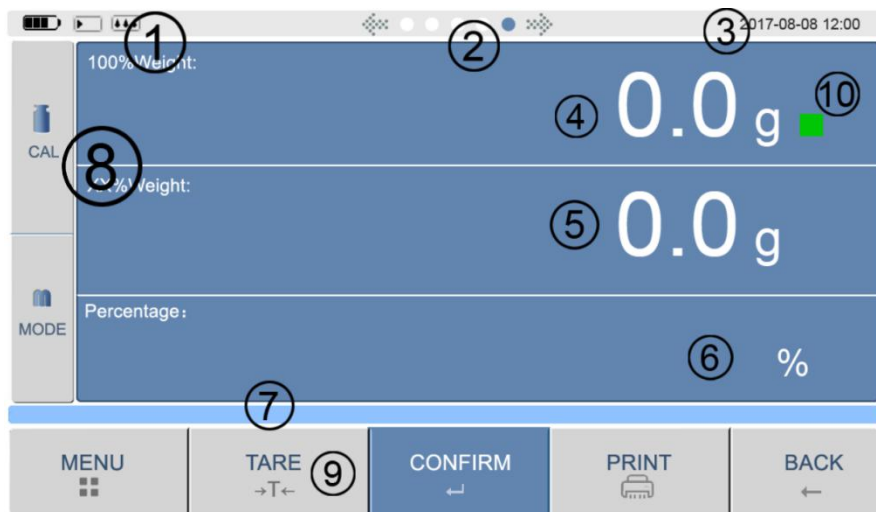 ① ② ③ 2017-08-08 12:00
100%Weight:
④ 0.0 g ⑩
CAL
⑧
XX%Weight:
⑤ 0.0 g
MODE
Percentage：
⑥ %
⑦
MENU TARE →T← ⑨ CONFIRM PRINT BACK